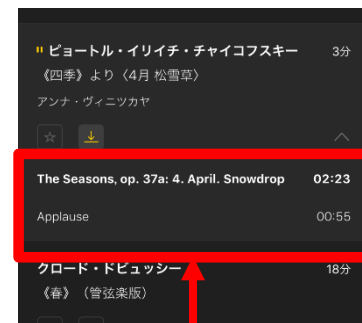 ピョートル・イリイチ・チャイコフスキー 3分
《四季》より〈4月 松雪草〉
アンナ・ヴィニツカヤ
The Seasons, op. 37a: 4. April. Snowdrop 02:23
Applause 00:55
クロード・ドビュッシー 18分
《春》（管弦楽版）